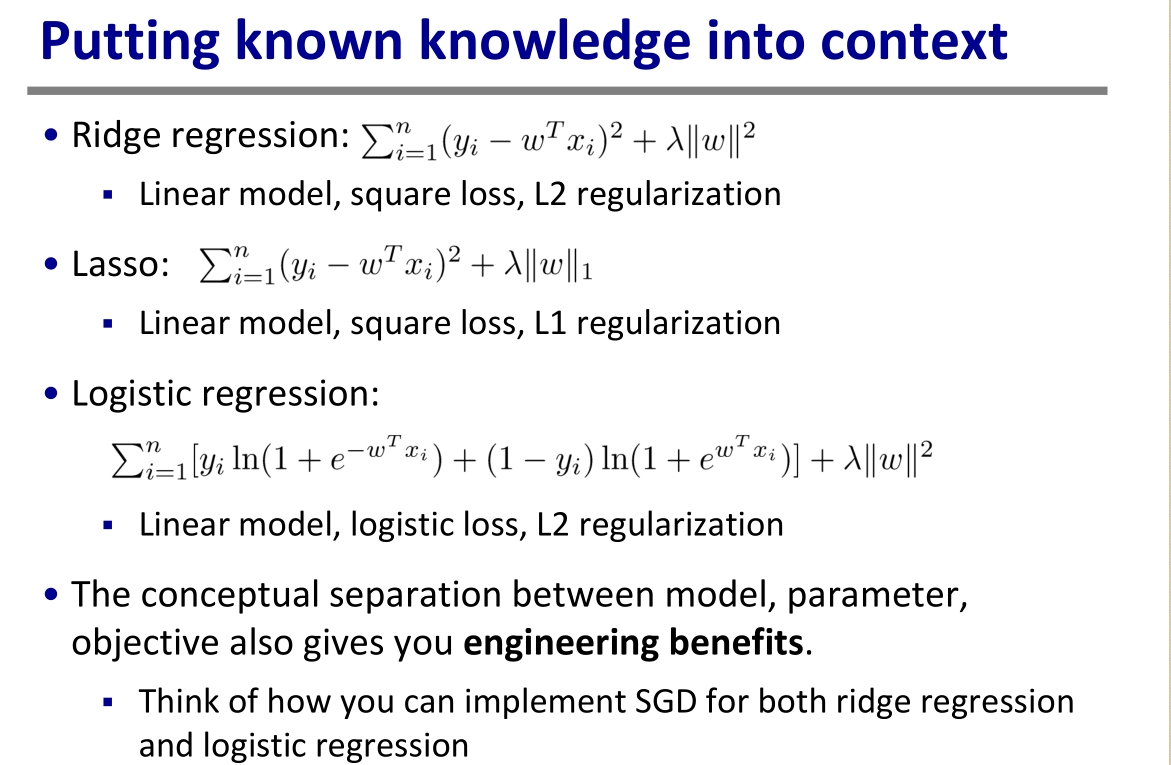 Putting known knowledge into context
• Ridge regression: $\sum_{i=1}^{n}(y_i - w^T x_i)^2 + \lambda \|w\|^2$
▪ Linear model, square loss, L2 regularization
• Lasso: $\sum_{i=1}^{n}(y_i - w^T x_i)^2 + \lambda \|w\|_1$
▪ Linear model, square loss, L1 regularization
• Logistic regression:
$\sum_{i=1}^{n}[y_i \ln(1 + e^{-w^T x_i}) + (1 - y_i) \ln(1 + e^{w^T x_i})] + \lambda \|w\|^2$
▪ Linear model, logistic loss, L2 regularization
• The conceptual separation between model, parameter,
objective also gives you engineering benefits.
▪ Think of how you can implement SGD for both ridge regression
and logistic regression